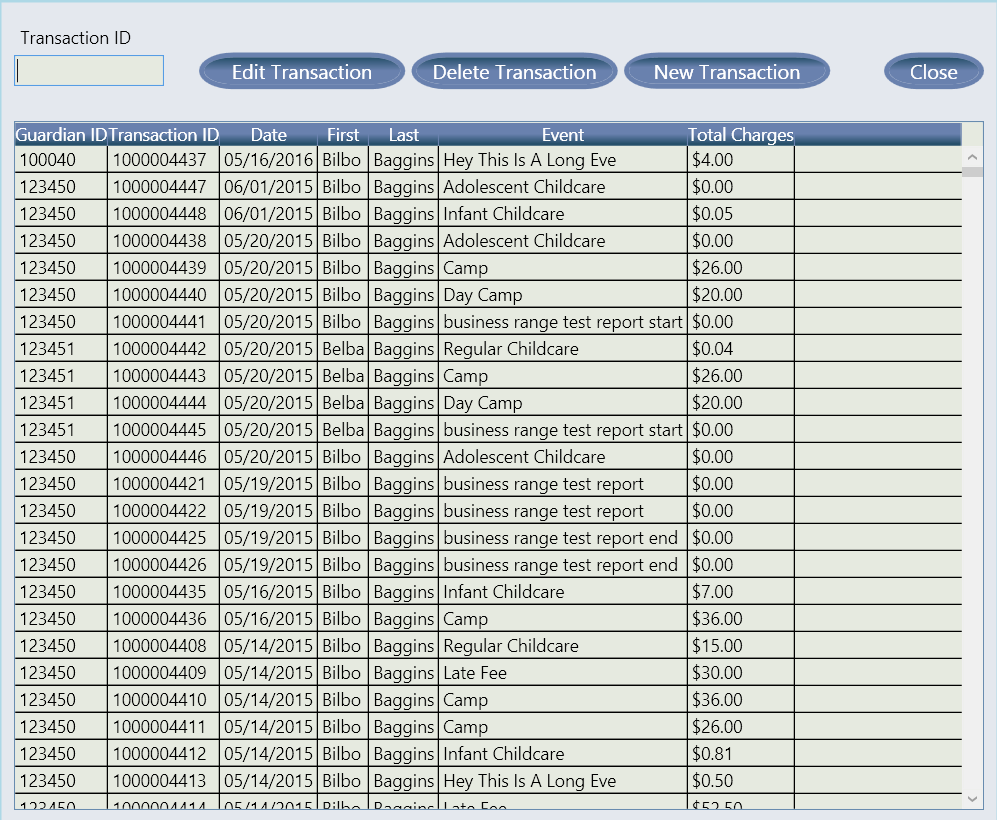 Transaction ID
Edit Transaction Delete Transaction New Transaction Close
Guardian ID Transaction ID Date First Last Event Total Charges
100040 1000004437 05/16/2016 Bilbo Baggins Hey This Is A Long Eve $4.00
123450 1000004447 06/01/2015 Bilbo Baggins Adolescent Childcare $0.00
123450 1000004448 06/01/2015 Bilbo Baggins Infant Childcare $0.05
123450 1000004438 05/20/2015 Bilbo Baggins Adolescent Childcare $0.00
123450 1000004439 05/20/2015 Bilbo Baggins Camp $26.00
123450 1000004440 05/20/2015 Bilbo Baggins Day Camp $20.00
123450 1000004441 05/20/2015 Bilbo Baggins business range test report start $0.00
123451 1000004442 05/20/2015 Belba Baggins Regular Childcare $0.04
123451 1000004443 05/20/2015 Belba Baggins Camp $26.00
123451 1000004444 05/20/2015 Belba Baggins Day Camp $20.00
123451 1000004445 05/20/2015 Belba Baggins business range test report start $0.00
123450 1000004446 05/20/2015 Bilbo Baggins Adolescent Childcare $0.00
123450 1000004421 05/19/2015 Bilbo Baggins business range test report $0.00
123450 1000004422 05/19/2015 Bilbo Baggins business range test report $0.00
123450 1000004425 05/19/2015 Bilbo Baggins business range test report end $0.00
123450 1000004426 05/19/2015 Bilbo Baggins business range test report end $0.00
123450 1000004435 05/16/2015 Bilbo Baggins Infant Childcare $7.00
123450 1000004436 05/16/2015 Bilbo Baggins Camp $36.00
123450 1000004408 05/14/2015 Bilbo Baggins Regular Childcare $15.00
123450 1000004409 05/14/2015 Bilbo Baggins Late Fee $30.00
123450 1000004410 05/14/2015 Bilbo Baggins Camp $36.00
123450 1000004411 05/14/2015 Bilbo Baggins Camp $26.00
123450 1000004412 05/14/2015 Bilbo Baggins Infant Childcare $0.81
123450 1000004413 05/14/2015 Bilbo Baggins Hey This Is A Long Eve $0.50
123450 1000004414 05/14/2015 Bilbo Baggins Late Fee $52.50